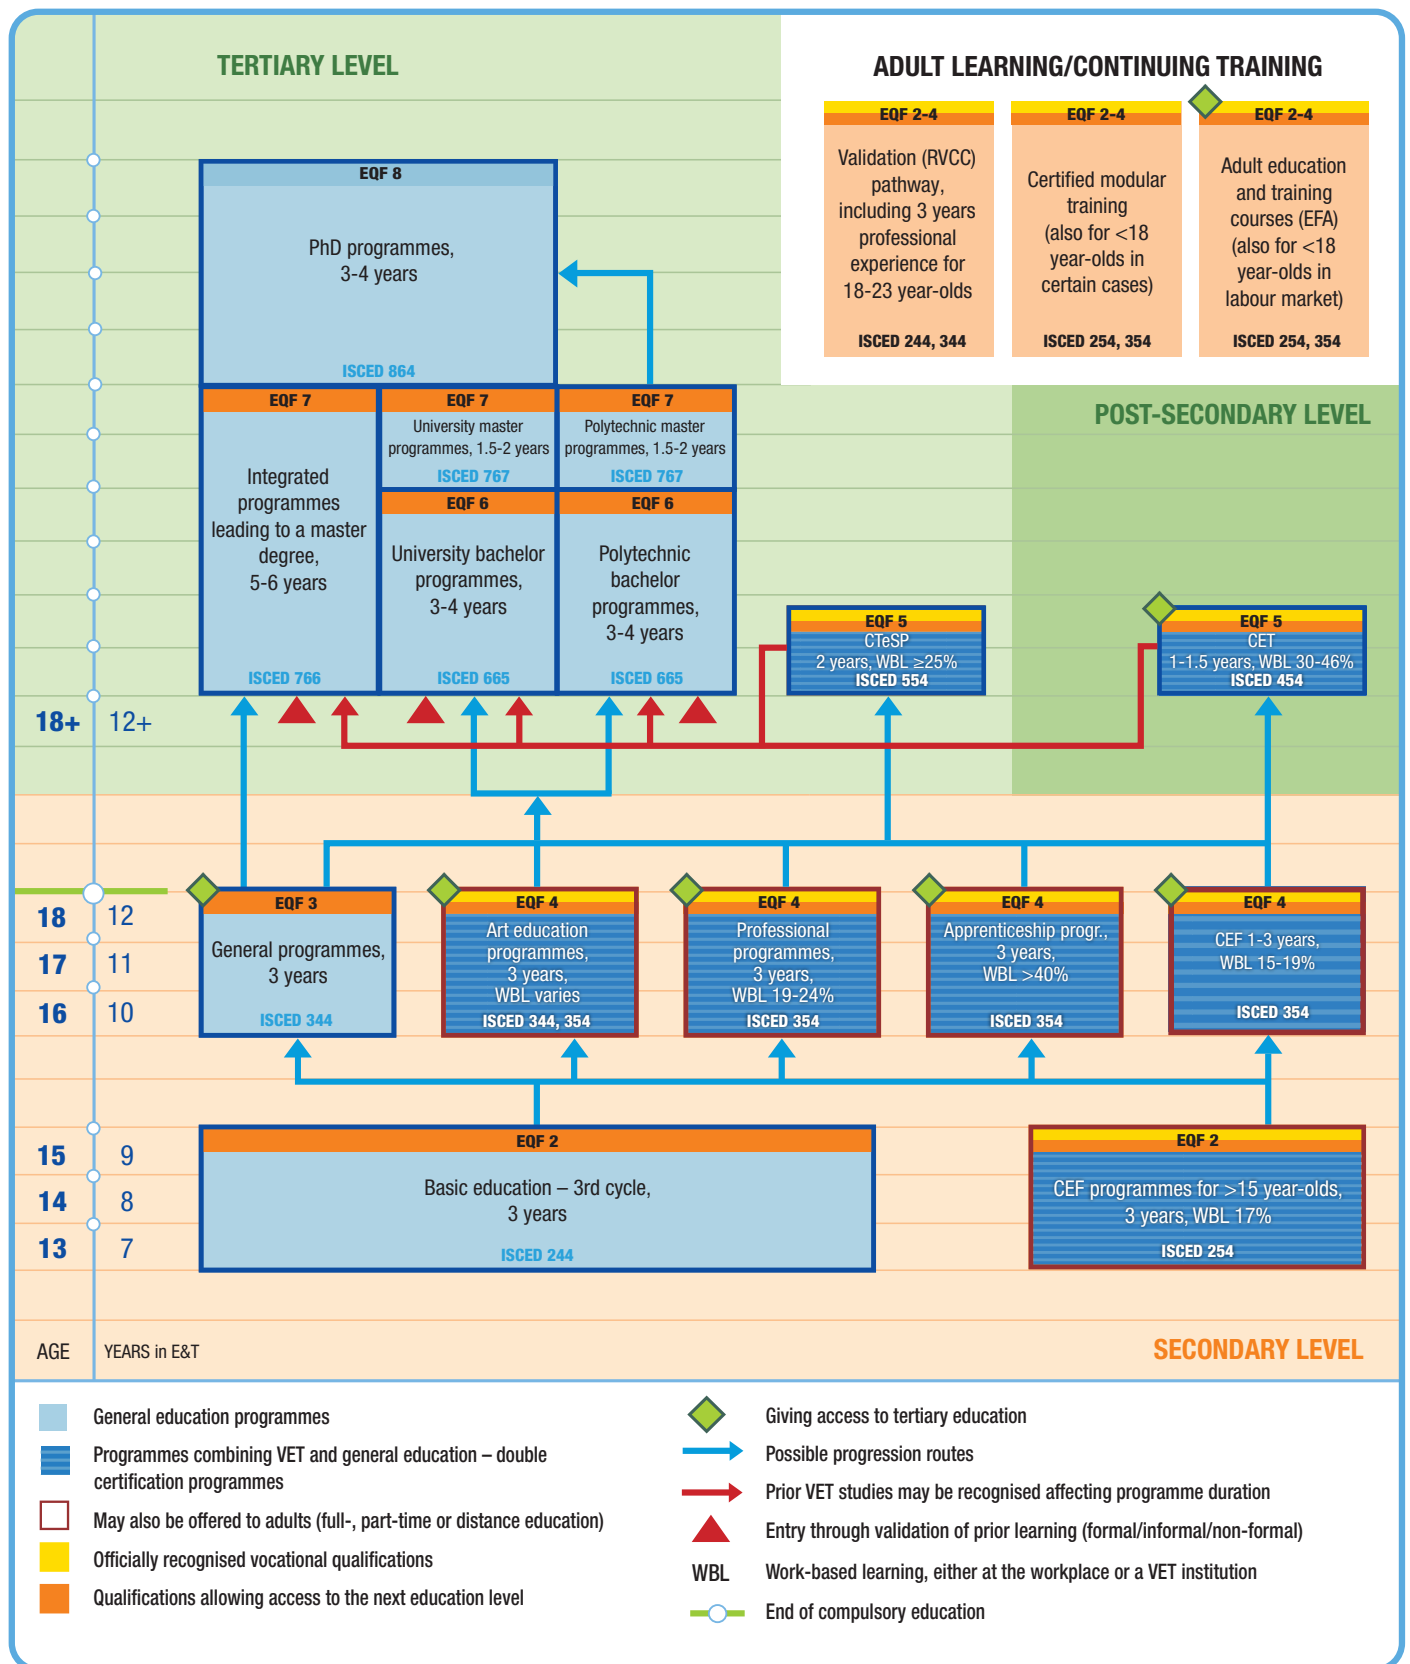 TERTIARY LEVEL
ADULT LEARNING/CONTINUING TRAINING
EQF 2-4
Validation (RVCC)
pathway,
including 3 years
professional
experience for
18-23 year-olds
ISCED 244, 344
EQF 2-4
Certified modular
training
(also for <18
year-olds in
certain cases)
ISCED 254, 354
EQF 2-4
Adult education
and training
courses (EFA)
(also for <18
year-olds in
labour market)
ISCED 254, 354
EQF 8
PhD programmes,
3-4 years
ISCED 864
POST-SECONDARY LEVEL
EQF 7
Integrated
programmes
leading to a master
degree,
5-6 years
ISCED 766
EQF 7
University master
programmes, 1.5-2 years
ISCED 767
EQF 7
Polytechnic master
programmes, 1.5-2 years
ISCED 767
EQF 6
University bachelor
programmes,
3-4 years
ISCED 665
EQF 6
Polytechnic
bachelor
programmes,
3-4 years
ISCED 665
EQF 5
CTeSP
2 years, WBL ≥25%
ISCED 554
EQF 5
CET
1-1.5 years, WBL 30-46%
ISCED 454
18+ 12+
EQF 3
General programmes,
3 years
ISCED 344
EQF 4
Art education
programmes,
3 years,
WBL varies
ISCED 344, 354
EQF 4
Professional
programmes,
3 years,
WBL 19-24%
ISCED 354
EQF 4
Apprenticeship progr.,
3 years,
WBL >40%
ISCED 354
EQF 4
CEF 1-3 years,
WBL 15-19%
ISCED 354
18 12
17 11
16 10
EQF 2
Basic education – 3rd cycle,
3 years
ISCED 244
EQF 2
CEF programmes for >15 year-olds,
3 years, WBL 17%
ISCED 254
15 9
14 8
13 7
AGE YEARS in E&T
SECONDARY LEVEL
General education programmes
Programmes combining VET and general education – double
certification programmes
May also be offered to adults (full-, part-time or distance education)
Officially recognised vocational qualifications
Qualifications allowing access to the next education level
Giving access to tertiary education
Possible progression routes
Prior VET studies may be recognised affecting programme duration
Entry through validation of prior learning (formal/informal/non-formal)
WBL Work-based learning, either at the workplace or a VET institution
End of compulsory education